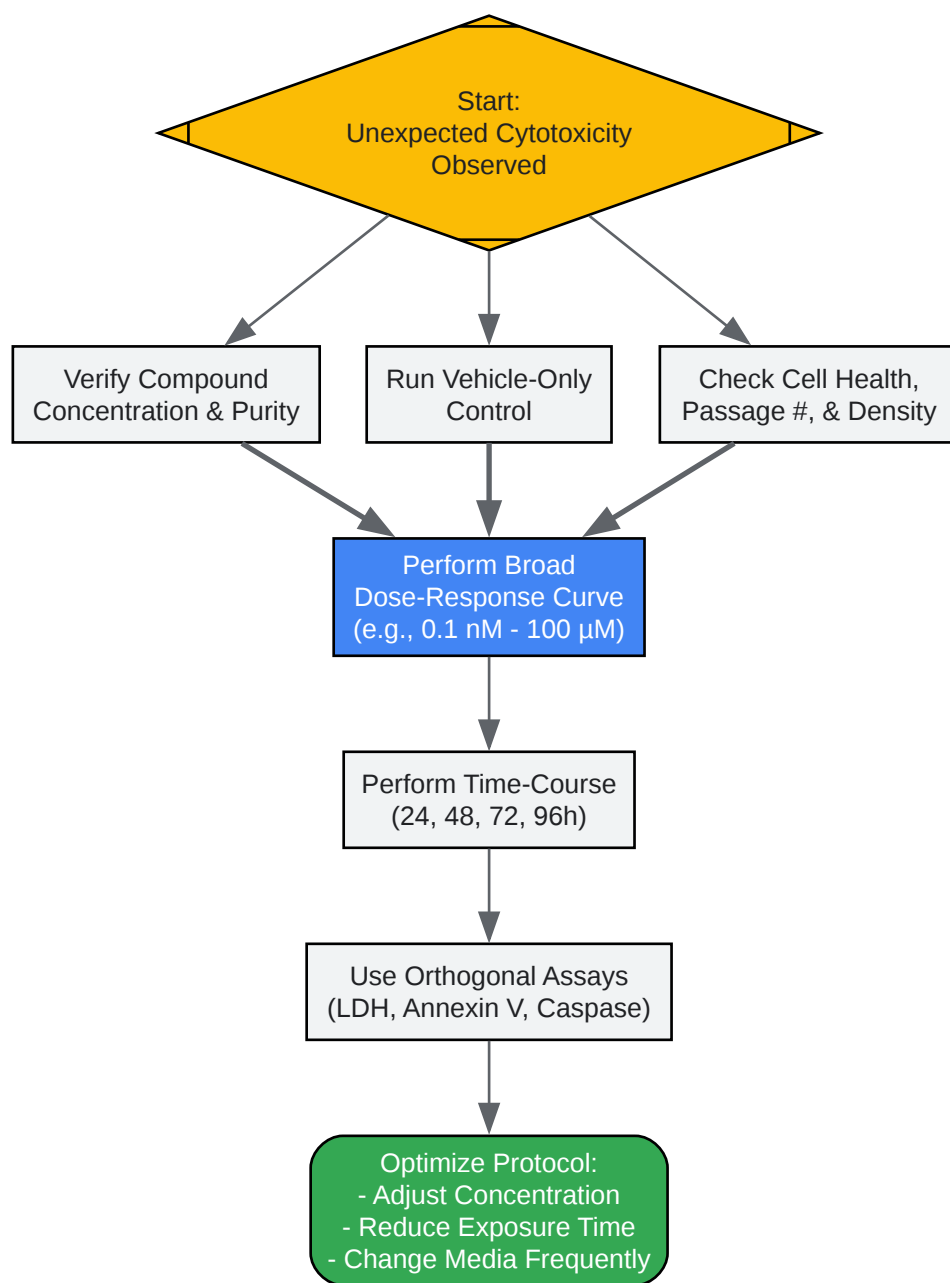 Start:
Unexpected Cytotoxicity
Observed
Verify Compound
Concentration & Purity
Run Vehicle-Only
Control
Check Cell Health,
Passage #, & Density
Perform Broad
Dose-Response Curve
(e.g., 0.1 nM - 100 µM)
Perform Time-Course
(24, 48, 72, 96h)
Use Orthogonal Assays
(LDH, Annexin V, Caspase)
Optimize Protocol:
- Adjust Concentration
- Reduce Exposure Time
- Change Media Frequently